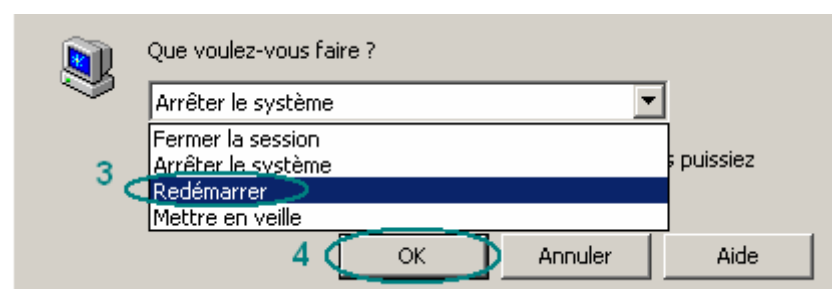 Que voulez-vous faire ?
Arrêter le système
Fermer la session
Arrêter le système
s puissiez
3
Redémarrer
Mettre en veille
4
OK
Annuler
Aide